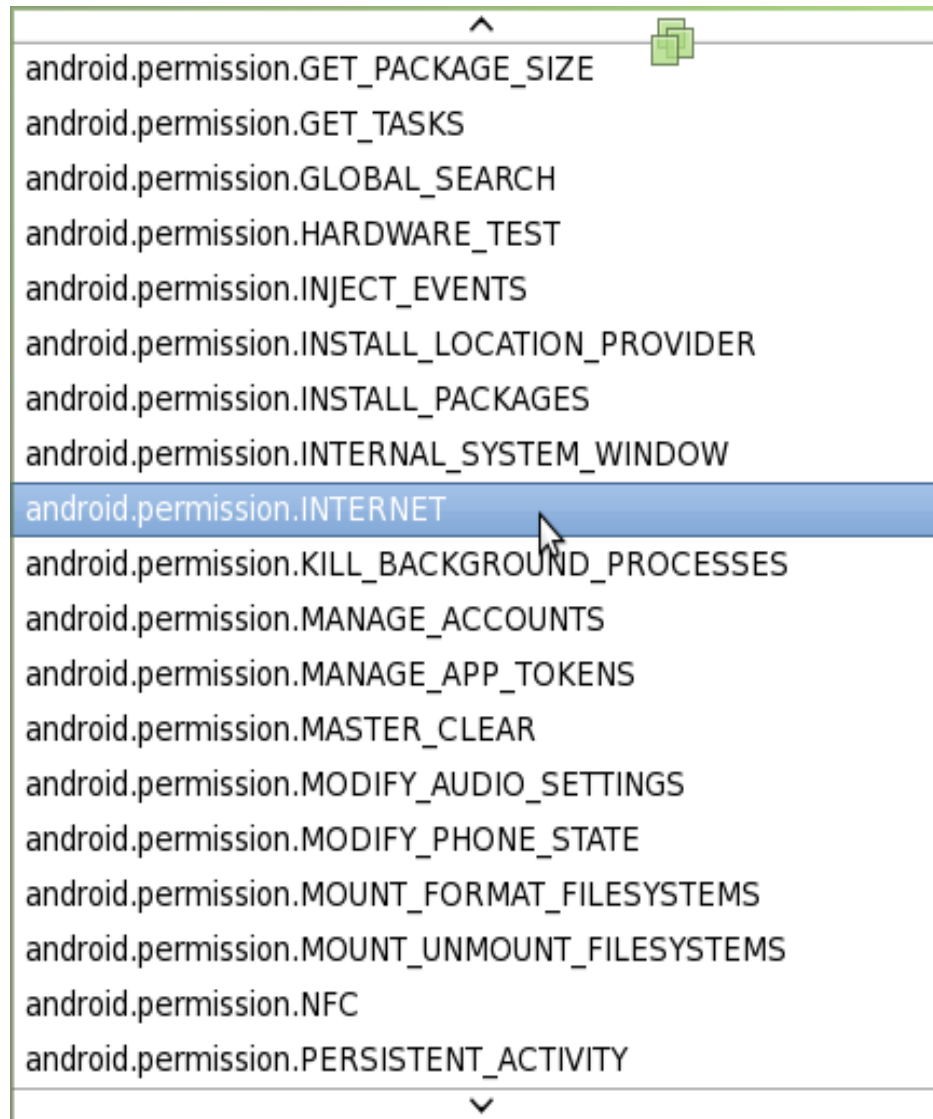 android.permission.GET_PACKAGE_SIZE
android.permission.GET_TASKS
android.permission.GLOBAL_SEARCH
android.permission.HARDWARE_TEST
android.permission.INJECT_EVENTS
android.permission.INSTALL_LOCATION_PROVIDER
android.permission.INSTALL_PACKAGES
android.permission.INTERNAL_SYSTEM_WINDOW
android.permission.INTERNET
android.permission.KILL_BACKGROUND_PROCESSES
android.permission.MANAGE_ACCOUNTS
android.permission.MANAGE_APP_TOKENS
android.permission.MASTER_CLEAR
android.permission.MODIFY_AUDIO_SETTINGS
android.permission.MODIFY_PHONE_STATE
android.permission.MOUNT_FORMAT_FILESYSTEMS
android.permission.MOUNT_UNMOUNT_FILESYSTEMS
android.permission.NFC
android.permission.PERSISTENT_ACTIVITY